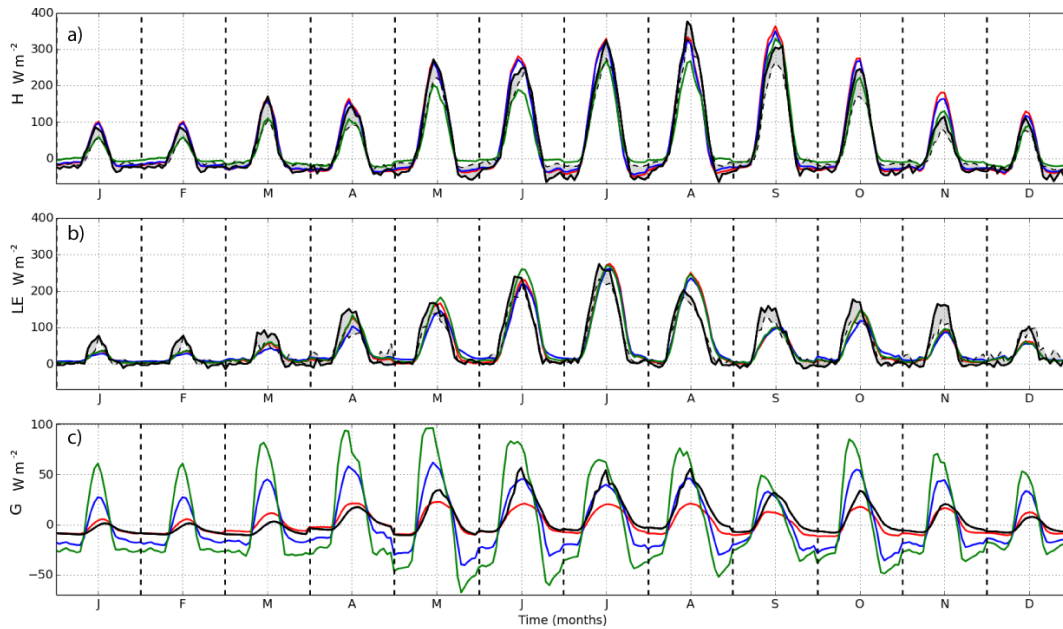 a)
H W m⁻²
400
300
200
100
0
J F M A M J J A S O N D
b)
LE W m⁻²
400
300
200
100
0
J F M A M J J A S O N D
c)
G W m⁻²
100
50
0
−50
J F M A M J J A S O N D
Time (months)